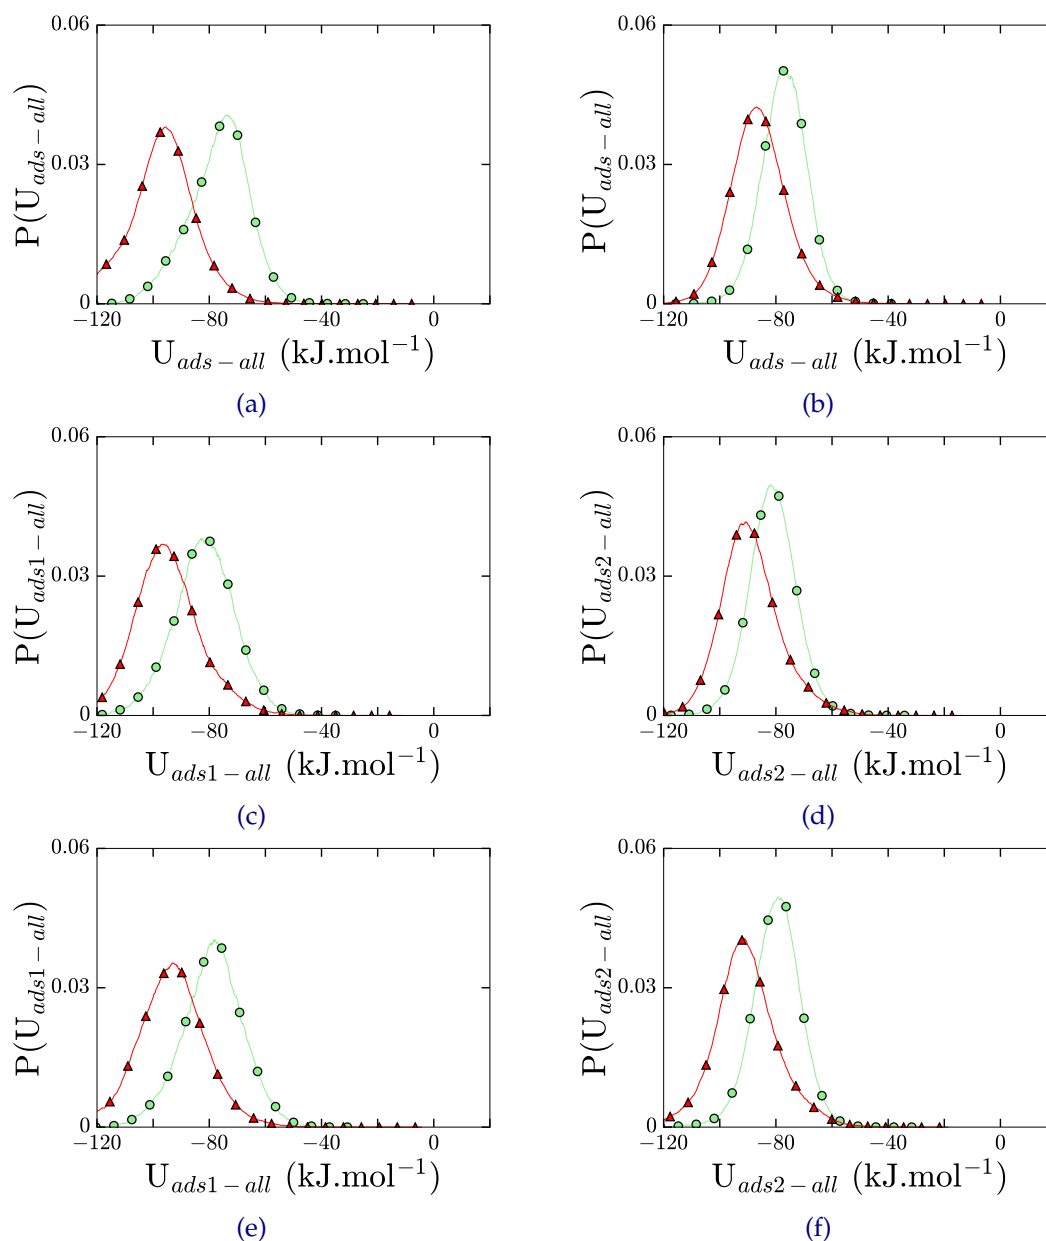 0.06
0.03
0
P(U_{ads-all})
−120 −80 −40 0
U_{ads-all} (kJ.mol^{−1})
(a)
0.06
0.03
0
P(U_{ads-all})
−120 −80 −40 0
U_{ads-all} (kJ.mol^{−1})
(b)
0.06
0.03
0
P(U_{ads1-all})
−120 −80 −40 0
U_{ads1-all} (kJ.mol^{−1})
(c)
0.06
0.03
0
P(U_{ads2-all})
−120 −80 −40 0
U_{ads2-all} (kJ.mol^{−1})
(d)
0.06
0.03
0
P(U_{ads1-all})
−120 −80 −40 0
U_{ads1-all} (kJ.mol^{−1})
(e)
0.06
0.03
0
P(U_{ads2-all})
−120 −80 −40 0
U_{ads2-all} (kJ.mol^{−1})
(f)